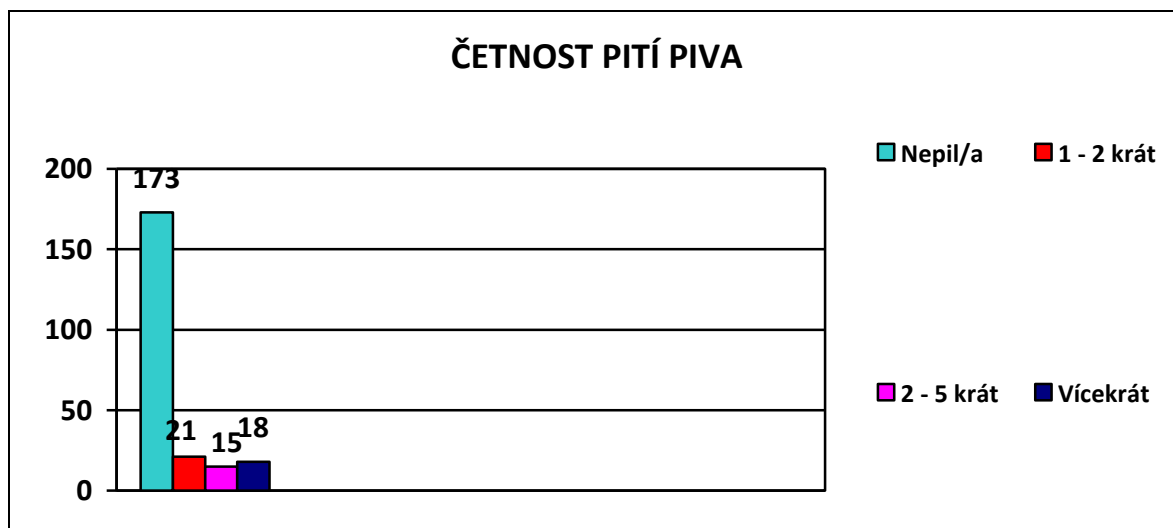 ČETNOST PITÍ PIVA
Nepil/a 1 - 2 krát
200
173
150
100
50
2 - 5 krát Vícekrát
21 15 18
0